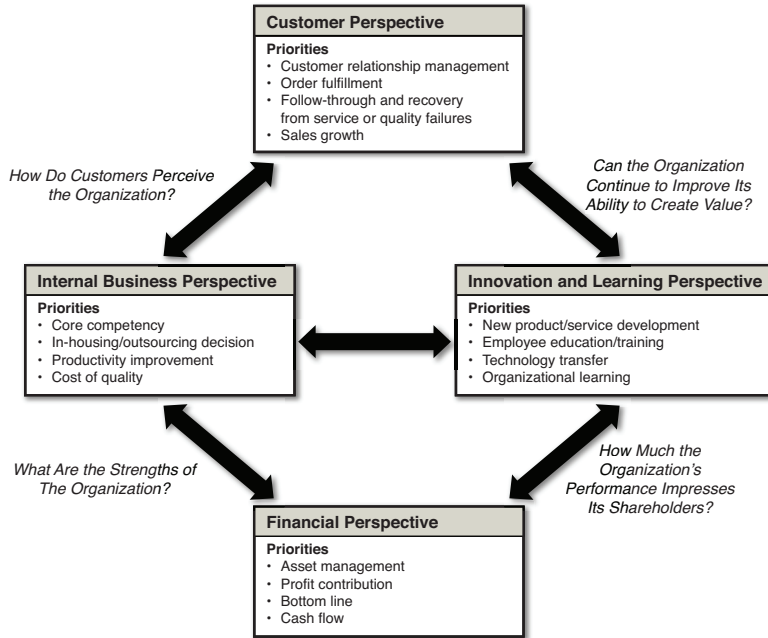 Customer Perspective
Priorities
• Customer relationship management
• Order fulfillment
• Follow-through and recovery
from service or quality failures
• Sales growth
How Do Customers Perceive
the Organization?
Can the Organization
Continue to Improve Its
Ability to Create Value?
Internal Business Perspective
Priorities
• Core competency
• In-housing/outsourcing decision
• Productivity improvement
• Cost of quality
Innovation and Learning Perspective
Priorities
• New product/service development
• Employee education/training
• Technology transfer
• Organizational learning
What Are the Strengths of
The Organization?
How Much the
Organization's
Performance Impresses
Its Shareholders?
Financial Perspective
Priorities
• Asset management
• Profit contribution
• Bottom line
• Cash flow